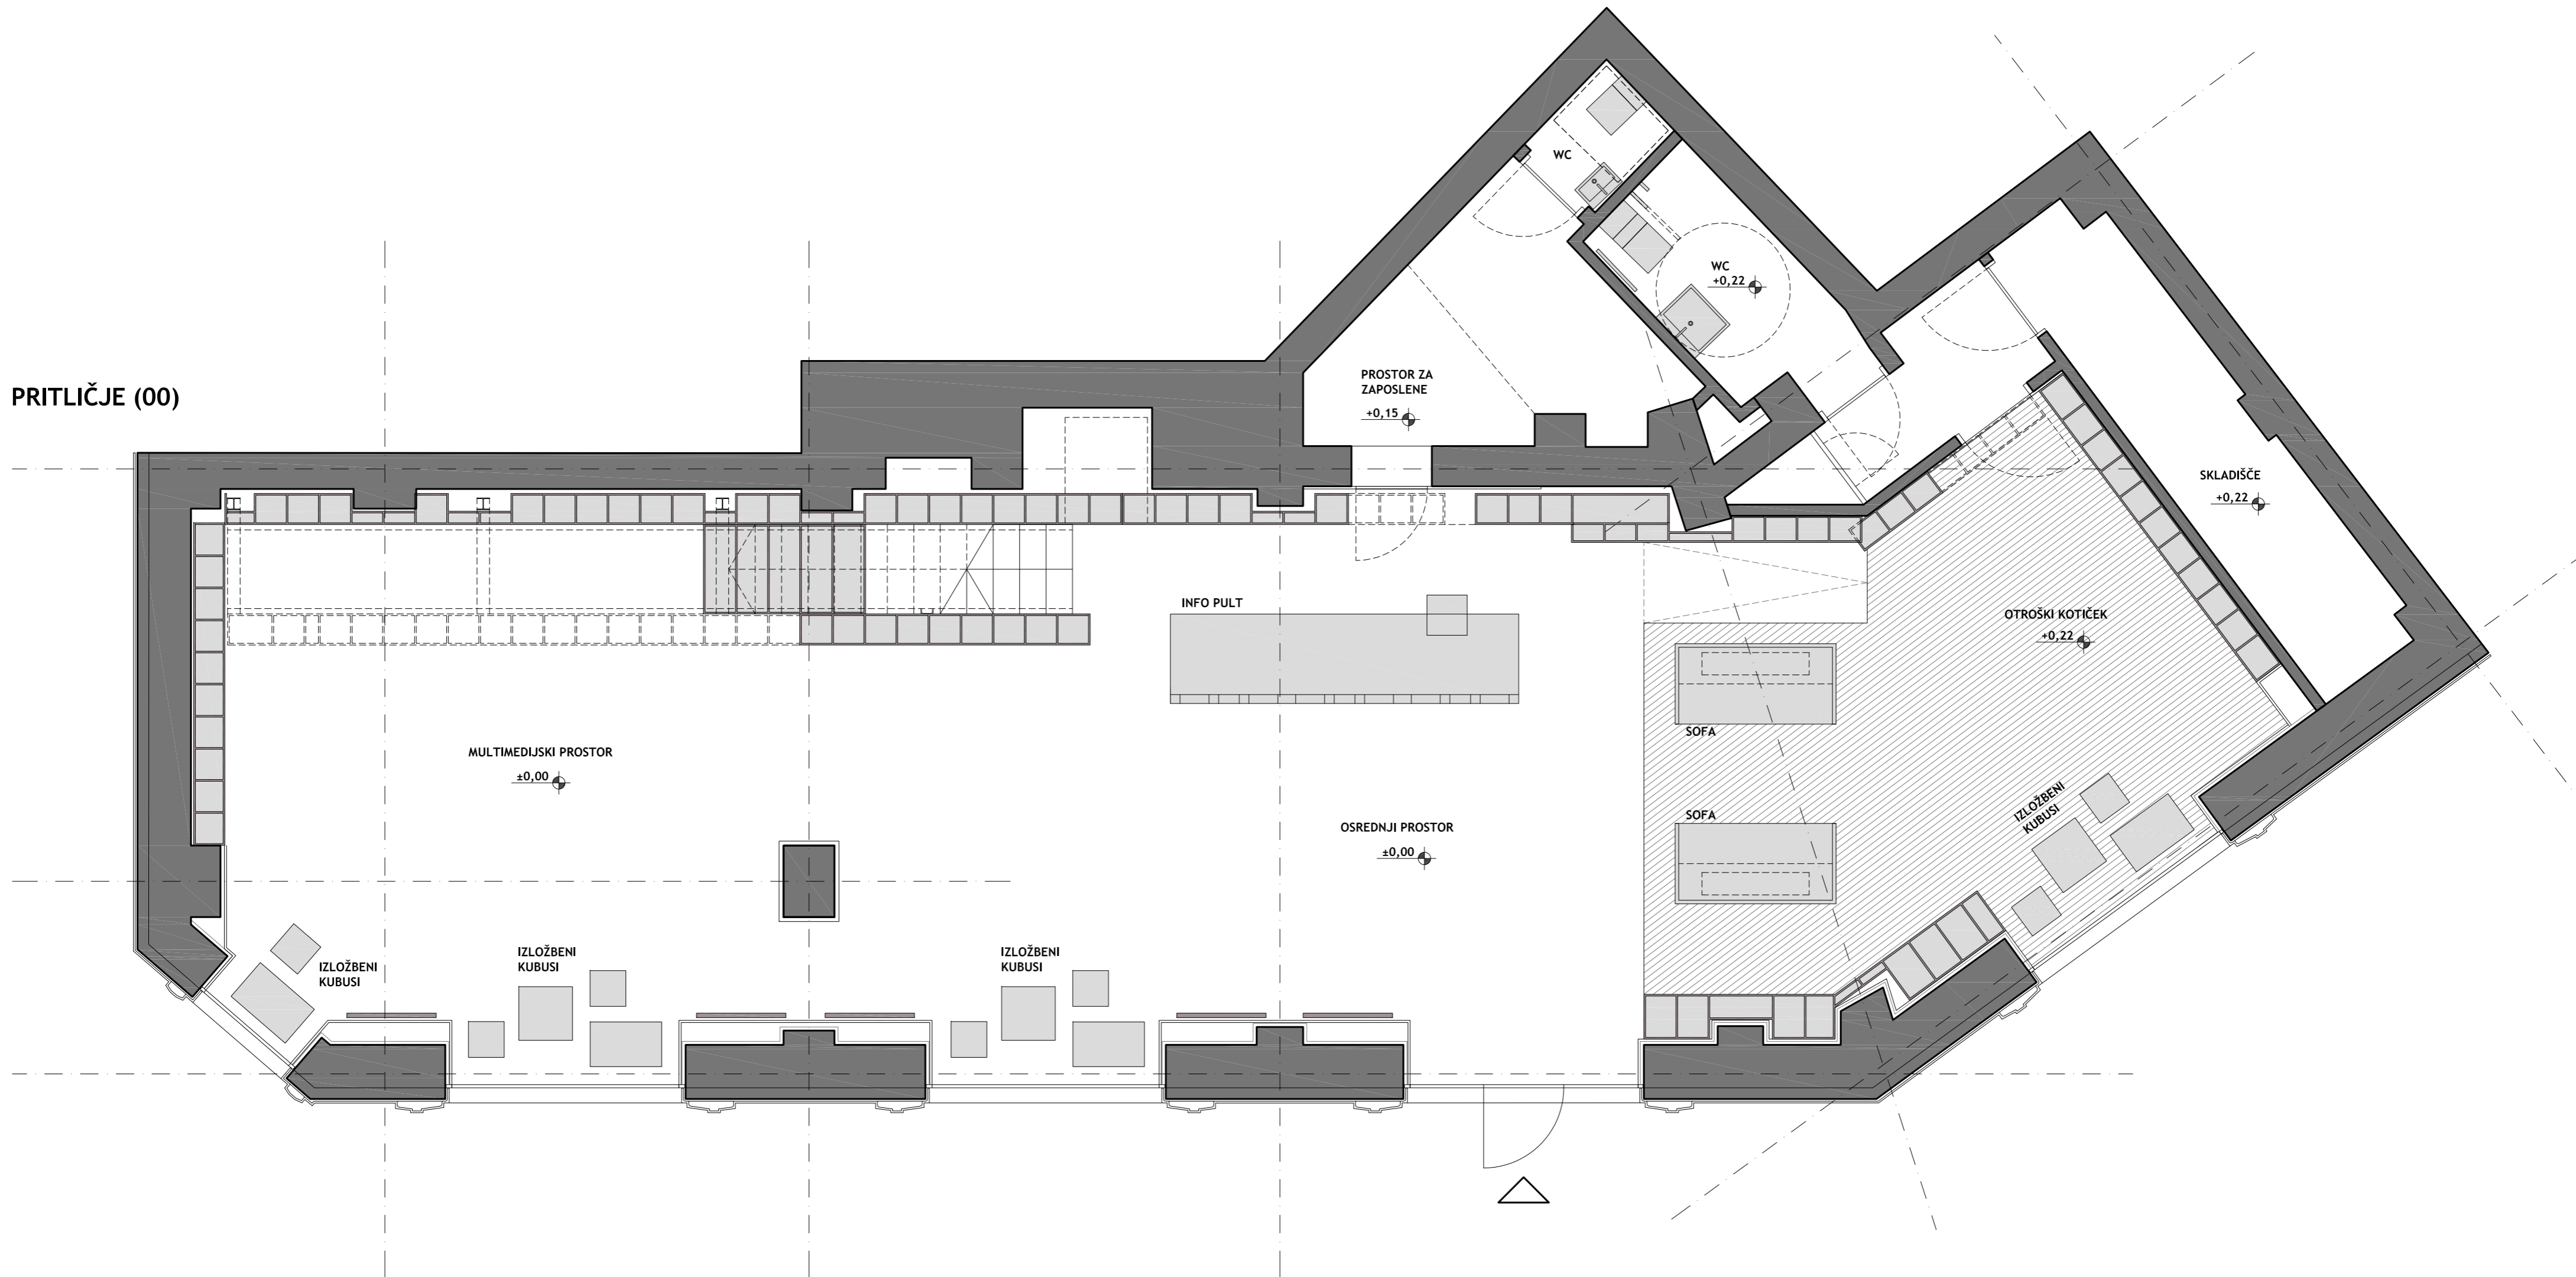 WC
WC
+0,22
PROSTOR ZA
ZAPOSLENE
+0,15
PRITLIČJE (00)
SKLADIŠČE
+0,22
INFO PULT
OTROŠKI KOTIČEK
+0,22
SOFA
MULTIMEDIJSKI PROSTOR
±0,00
SOFA
OSREDNJI PROSTOR
±0,00
IZLOŽBENI
KUBUSI
IZLOŽBENI
KUBUSI
IZLOŽBENI
KUBUSI
IZLOŽBENI
KUBUSI